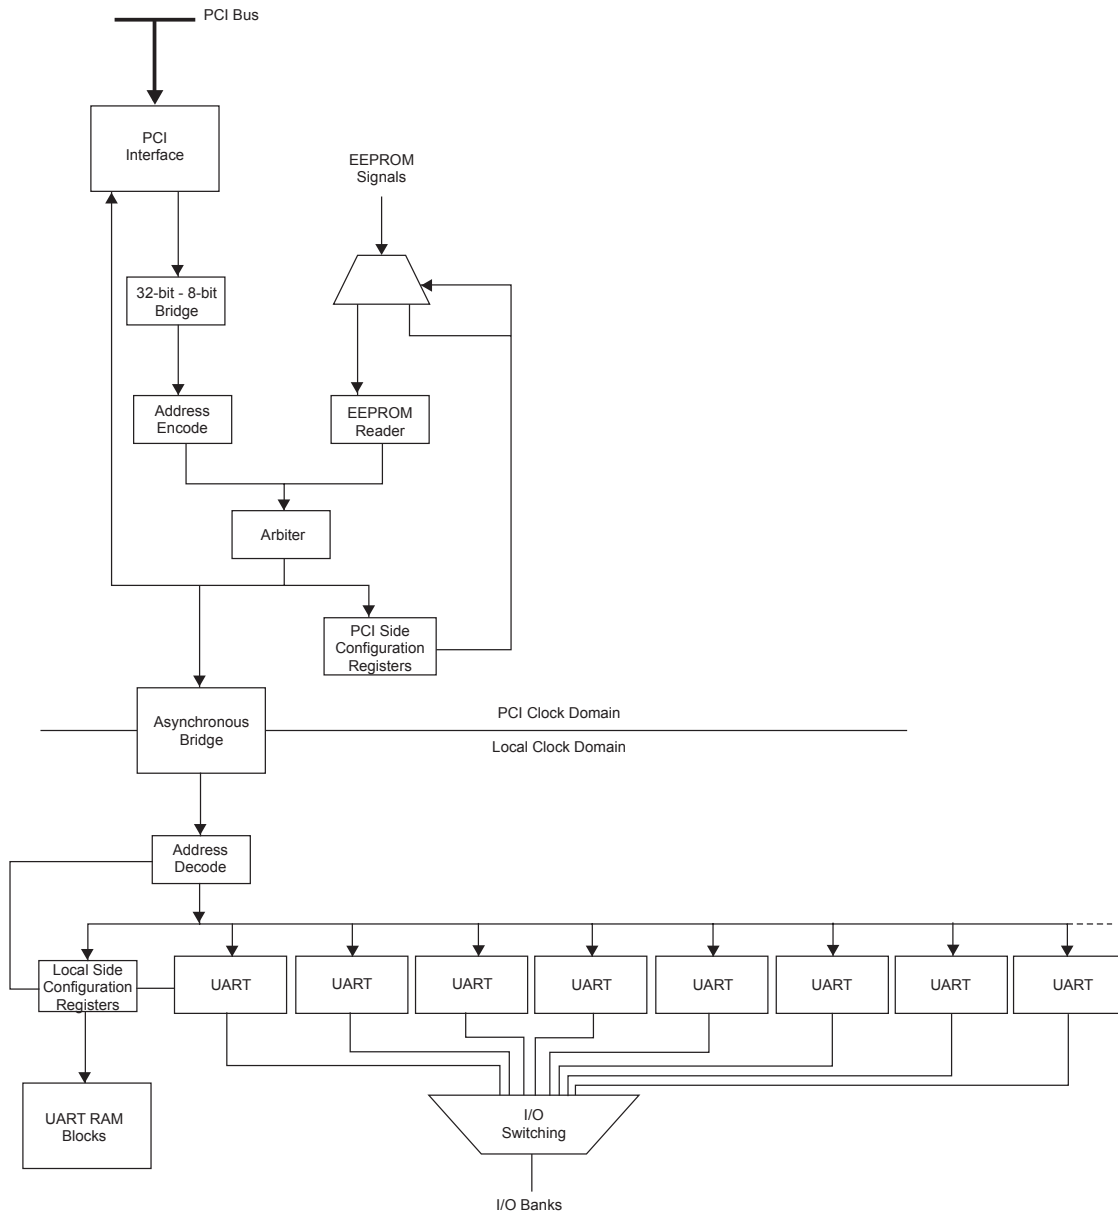 PCI Bus
PCI
Interface
EEPROM
Signals
32-bit - 8-bit
Bridge
Address
Encode
EEPROM
Reader
Arbiter
PCI Side
Configuration
Registers
Asynchronous
Bridge
PCI Clock Domain
Local Clock Domain
Address
Decode
Local Side
Configuration
Registers
UART
UART
UART
UART
UART
UART
UART
UART
UART RAM
Blocks
I/O
Switching
I/O Banks